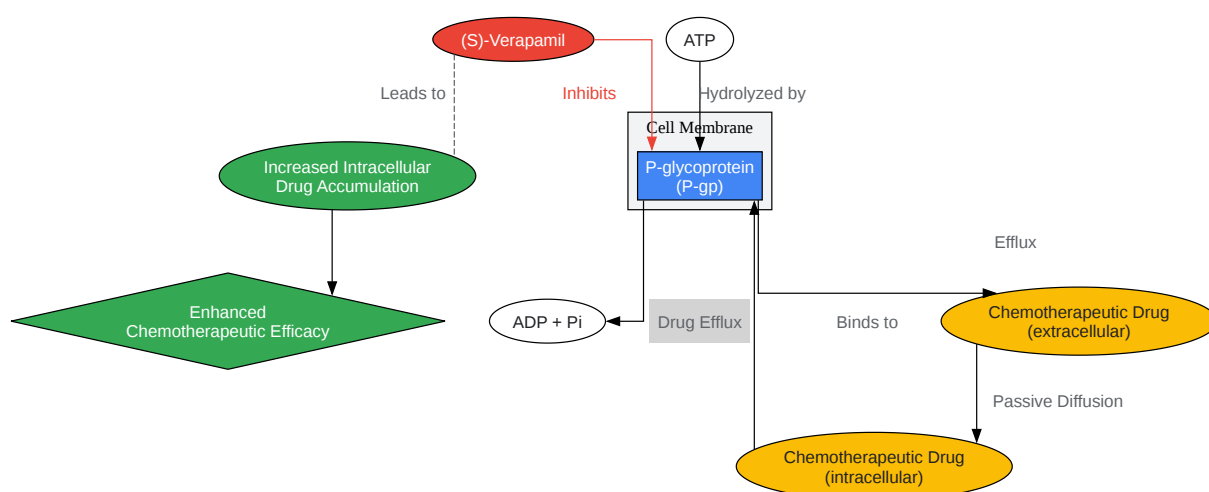 (S)-Verapamil
ATP
Leads to
Inhibits
Hydrolyzed by
Cell Membrane
Increased Intracellular
Drug Accumulation
P-glycoprotein
(P-gp)
Efflux
Enhanced
Chemotherapeutic Efficacy
ADP + Pi
Drug Efflux
Binds to
Chemotherapeutic Drug
(extracellular)
Passive Diffusion
Chemotherapeutic Drug
(intracellular)